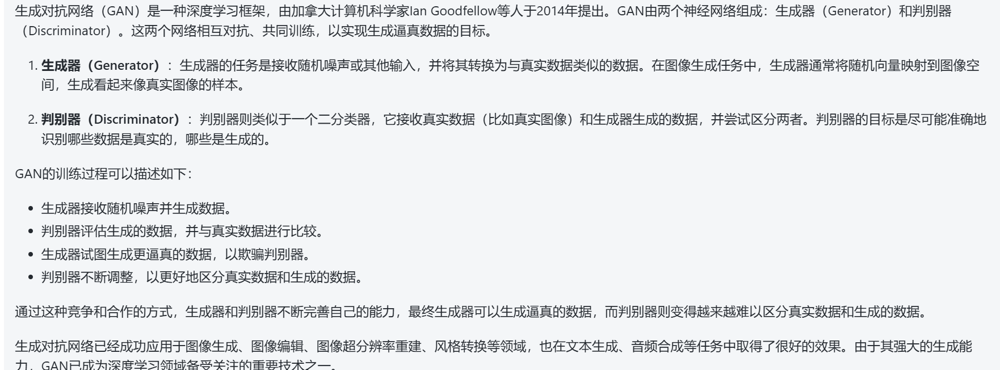 生成对抗网络（GAN）是一种深度学习框架，由加拿大计算机科学家Ian Goodfellow等人于2014年提出。GAN由两个神经网络组成：生成器（Generator）和判别器
（Discriminator）。这两个网络相互对抗、共同训练，以实现生成逼真数据的目标。
1. 生成器（Generator）：生成器的任务是接收随机噪声或其他输入，并将其转换为与真实数据类似的数据。在图像生成任务中，生成器通常将随机向量映射到图像空
间，生成看起来像真实图像的样本。
2. 判别器（Discriminator）：判别器则类似于一个二分类器，它接收真实数据（比如真实图像）和生成器生成的数据，并尝试区分两者。判别器的目标是尽可能准确地
识别哪些数据是真实的，哪些是生成的。
GAN的训练过程可以描述如下：
• 生成器接收随机噪声并生成数据。
• 判别器评估生成的数据，并与真实数据进行比较。
• 生成器试图生成更逼真的数据，以欺骗判别器。
• 判别器不断调整，以更好地区分真实数据和生成的数据。
通过这种竞争和合作的方式，生成器和判别器不断完善自己的能力，最终生成器可以生成逼真的数据，而判别器则变得越来越难以区分真实数据和生成的数据。
生成对抗网络已经成功应用于图像生成、图像编辑、图像超分辨率重建、风格转换等领域，也在文本生成、音频合成等任务中取得了很好的效果。由于其强大的生成能
力，GAN已成为深度学习领域备受关注的重要技术之一。